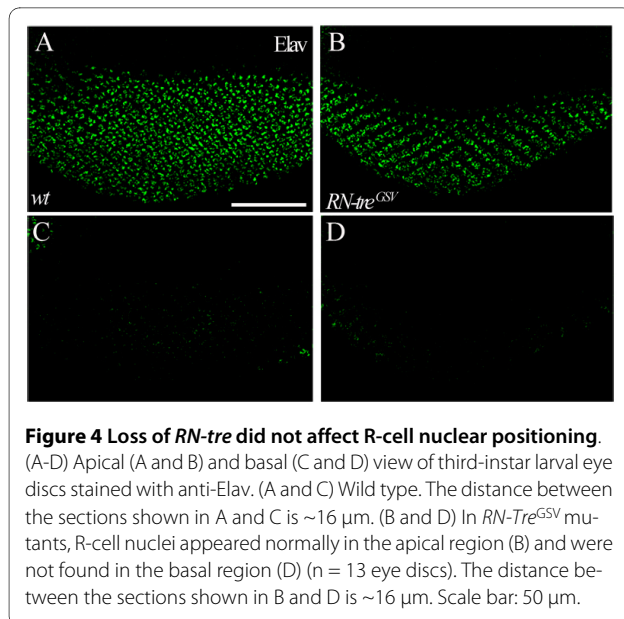 A
Elav
B
wt
RN-tre^GSV
C
D
Figure 4 Loss of RN-tre did not affect R-cell nuclear positioning.
(A-D) Apical (A and B) and basal (C and D) view of third-instar larval eye
discs stained with anti-Elav. (A and C) Wild type. The distance between
the sections shown in A and C is ~16 μm. (B and D) In RN-Tre^GSV mu-
tants, R-cell nuclei appeared normally in the apical region (B) and were
not found in the basal region (D) (n = 13 eye discs). The distance be-
tween the sections shown in B and D is ~16 μm. Scale bar: 50 μm.